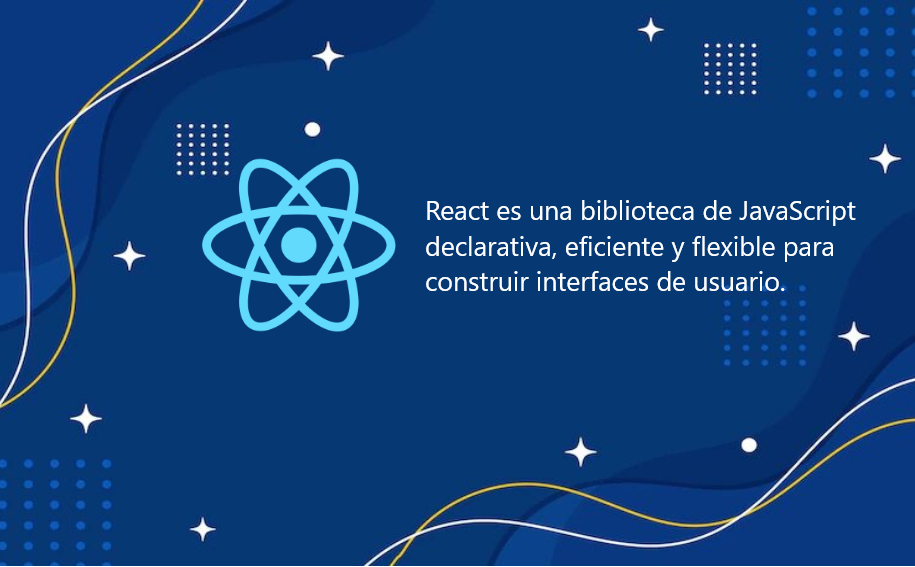 React es una biblioteca de JavaScript
declarativa, eficiente y flexible para
construir interfaces de usuario.